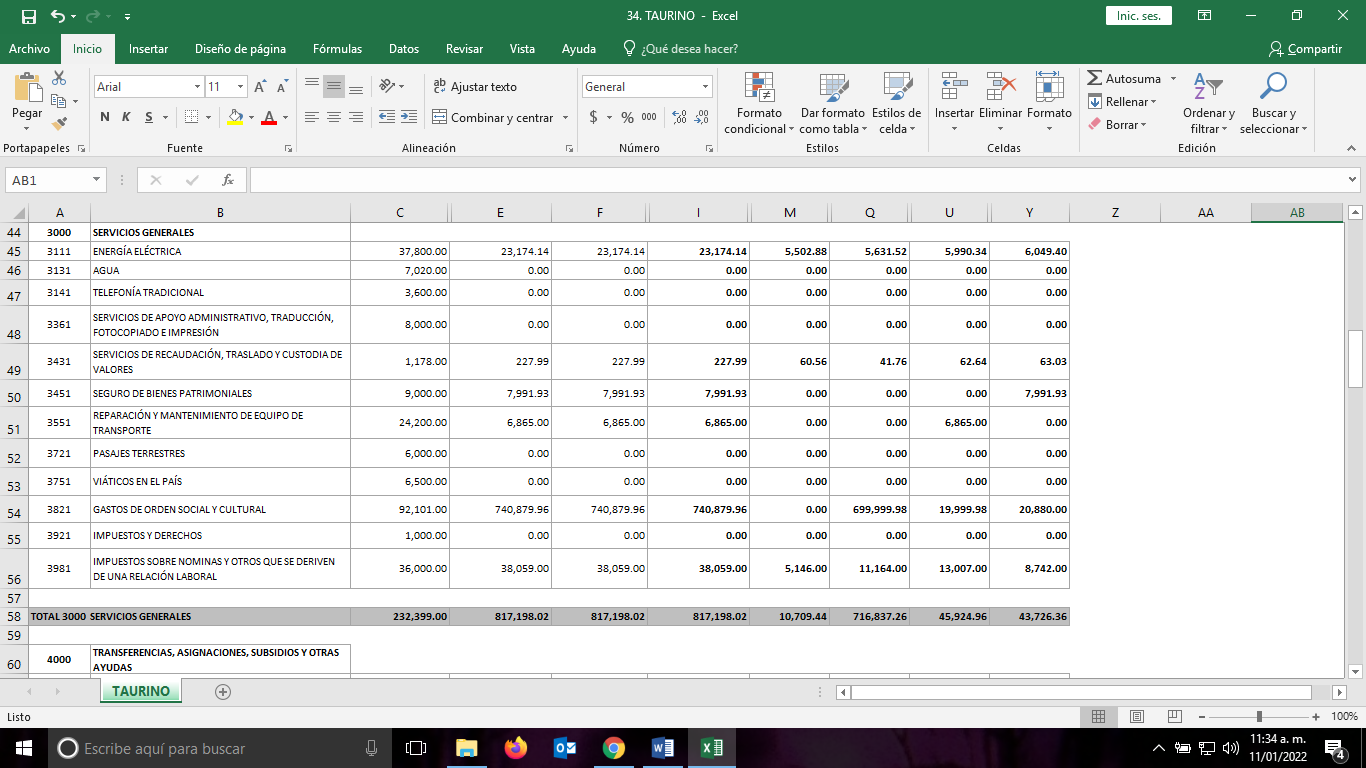 34. TAURINO - Excel
Inic. ses.
Archivo Inicio Insertar Diseño de página Fórmulas Datos Revisar Vista Ayuda ¿Qué desea hacer? Compartir
Pegar
Arial 11
N K S
Ajustar texto
Combinar y centrar
General
$ % 000
Formato condicional
Dar formato como tabla
Estilos de celda
Insertar
Eliminar
Formato
Autosuma
Rellenar
Borrar
Ordenar y filtrar
Buscar y seleccionar
Portapapeles Fuente Alineación Número Estilos Celdas Edición
AB1 fx
A B C E F I M Q U Y Z AA AB
44 3000 SERVICIOS GENERALES
45 3111 ENERGÍA ELÉCTRICA 37,800.00 23,174.14 23,174.14 23,174.14 5,502.88 5,631.52 5,990.34 6,049.40
46 3131 AGUA 7,020.00 0.00 0.00 0.00 0.00 0.00 0.00 0.00
47 3141 TELEFONÍA TRADICIONAL 3,600.00 0.00 0.00 0.00 0.00 0.00 0.00 0.00
48 3361 SERVICIOS DE APOYO ADMINISTRATIVO, TRADUCCIÓN,
FOTOCOPIADO E IMPRESIÓN 8,000.00 0.00 0.00 0.00 0.00 0.00 0.00 0.00
49 3431 SERVICIOS DE RECAUDACIÓN, TRASLADO Y CUSTODIA DE
VALORES 1,178.00 227.99 227.99 227.99 60.56 41.76 62.64 63.03
50 3451 SEGURO DE BIENES PATRIMONIALES 9,000.00 7,991.93 7,991.93 7,991.93 0.00 0.00 0.00 7,991.93
51 3551 REPARACIÓN Y MANTENIMIENTO DE EQUIPO DE
TRANSPORTE 24,200.00 6,865.00 6,865.00 6,865.00 0.00 0.00 6,865.00 0.00
52 3721 PASAJES TERRESTRES 6,000.00 0.00 0.00 0.00 0.00 0.00 0.00 0.00
53 3751 VIÁTICOS EN EL PAÍS 6,500.00 0.00 0.00 0.00 0.00 0.00 0.00 0.00
54 3821 GASTOS DE ORDEN SOCIAL Y CULTURAL 92,101.00 740,879.96 740,879.96 740,879.96 0.00 699,999.98 19,999.98 20,880.00
55 3921 IMPUESTOS Y DERECHOS 1,000.00 0.00 0.00 0.00 0.00 0.00 0.00 0.00
56 3981 IMPUESTOS SOBRE NOMINAS Y OTROS QUE SE DERIVEN
DE UNA RELACIÓN LABORAL 36,000.00 38,059.00 38,059.00 38,059.00 5,146.00 11,164.00 13,007.00 8,742.00
57
58 TOTAL 3000 SERVICIOS GENERALES 232,399.00 817,198.02 817,198.02 817,198.02 10,709.44 716,837.26 45,924.96 43,726.36
59
60 4000 TRANSFERENCIAS, ASIGNACIONES, SUBSIDIOS Y OTRAS
AYUDAS
TAURINO
Listo 100%
Escribe aquí para buscar
11:34 a. m.
11/01/2022
4